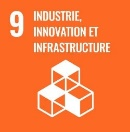 9 INDUSTRIE,
INNOVATION ET
INFRASTRUCTURE